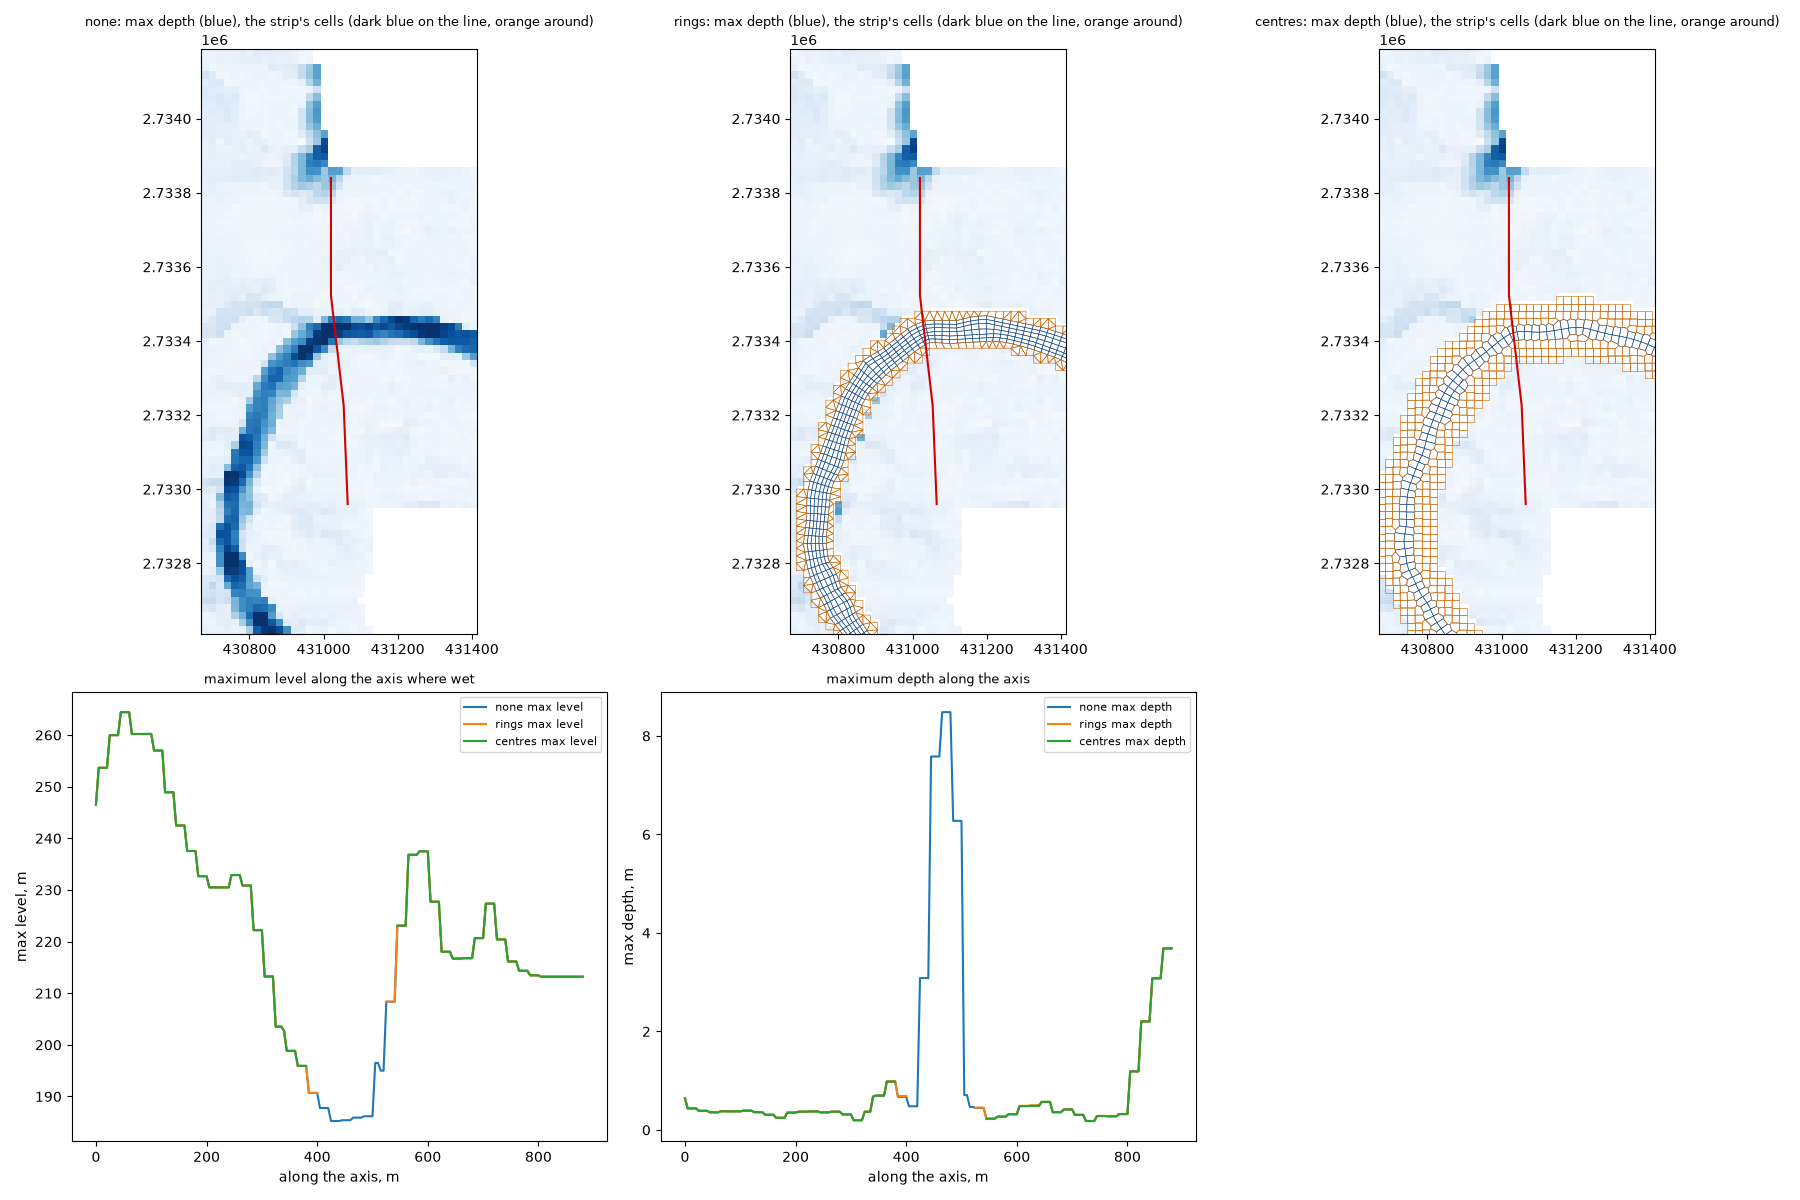 none: max depth (blue), the strip's cells (dark blue on the line, orange around)
rings: max depth (blue), the strip's cells (dark blue on the line, orange around)
centres: max depth (blue), the strip's cells (dark blue on the line, orange around)
1e6
1e6
1e6
2.7340
2.7338
2.7336
2.7334
2.7332
2.7330
2.7328
430800 431000 431200 431400
2.7340
2.7338
2.7336
2.7334
2.7332
2.7330
2.7328
430800 431000 431200 431400
2.7340
2.7338
2.7336
2.7334
2.7332
2.7330
2.7328
430800 431000 431200 431400
maximum level along the axis where wet
none max level
rings max level
centres max level
260
250
240
230
220
210
200
190
max level, m
0 200 400 600 800
along the axis, m
maximum depth along the axis
none max depth
rings max depth
centres max depth
8
6
4
2
0
max depth, m
0 200 400 600 800
along the axis, m